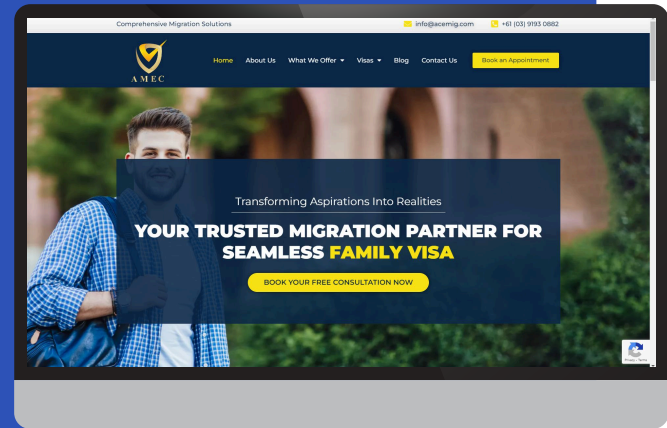 Comprehensive Migration Solutions
info@acemig.com
+61 (03) 9193 0882
AMEC
Home
About Us
What We Offer
Visas
Blog
Contact Us
Book an Appointment
Transforming Aspirations Into Realities
YOUR TRUSTED MIGRATION PARTNER FOR
SEAMLESS FAMILY VISA
BOOK YOUR FREE CONSULTATION NOW
Privacy - Terms